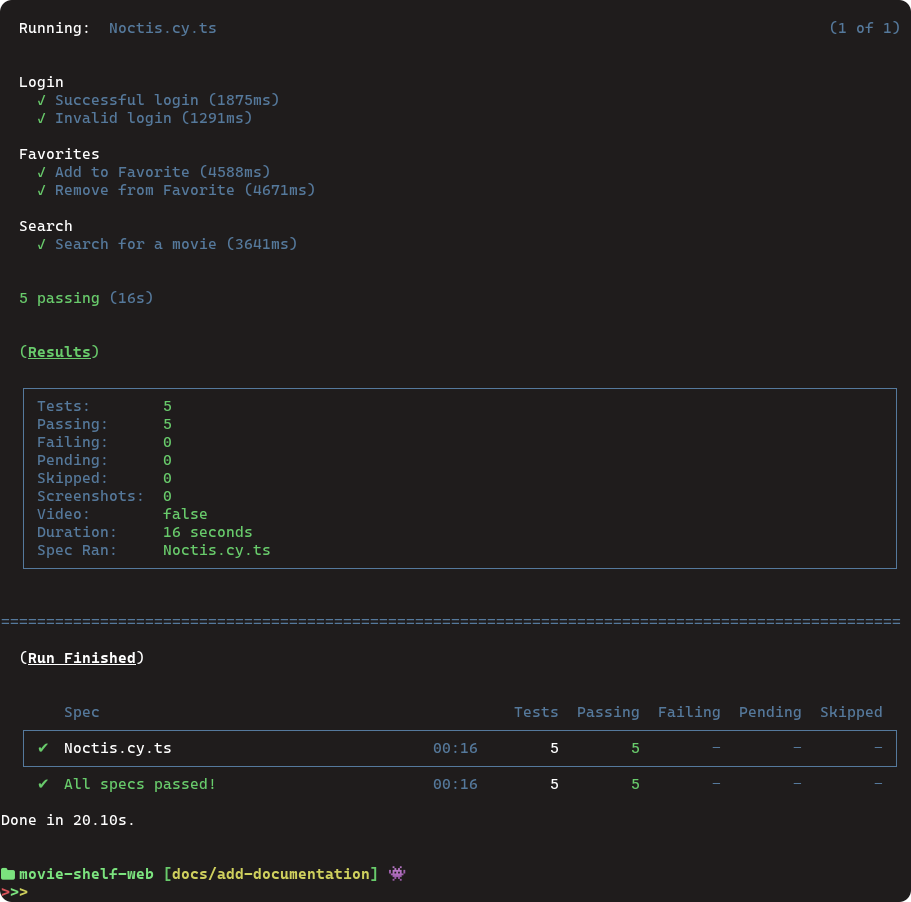 Running:  Noctis.cy.ts (1 of 1)
Login
✓ Successful login (1875ms)
✓ Invalid login (1291ms)
Favorites
✓ Add to Favorite (4588ms)
✓ Remove from Favorite (4671ms)
Search
✓ Search for a movie (3641ms)
5 passing (16s)
(Results)
Tests: 5
Passing: 5
Failing: 0
Pending: 0
Skipped: 0
Screenshots: 0
Video: false
Duration: 16 seconds
Spec Ran: Noctis.cy.ts
====================================================================================================
(Run Finished)
Spec Tests Passing Failing Pending Skipped
✔ Noctis.cy.ts 00:16 5 5 - - -
✔ All specs passed! 00:16 5 5 - - -
Done in 20.10s.
movie-shelf-web [docs/add-documentation] 👾
>>>